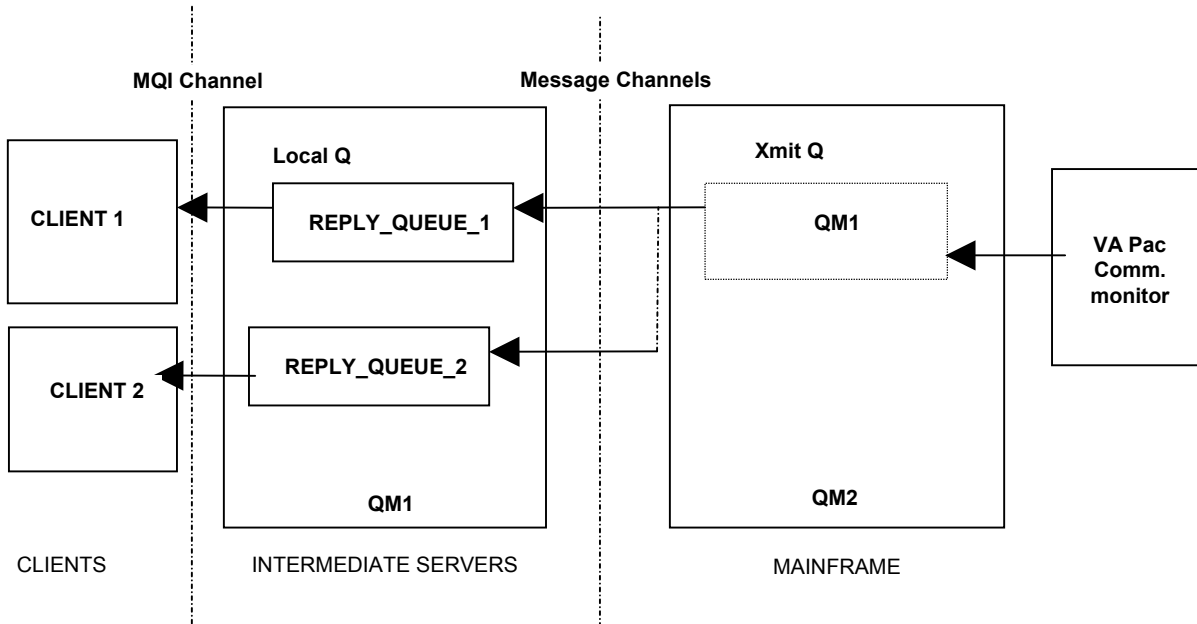 MQI Channel
Message Channels
Local Q
Xmit Q
CLIENT 1
REPLY_QUEUE_1
QM1
VA Pac
Comm.
monitor
CLIENT 2
REPLY_QUEUE_2
QM1
QM2
CLIENTS
INTERMEDIATE SERVERS
MAINFRAME